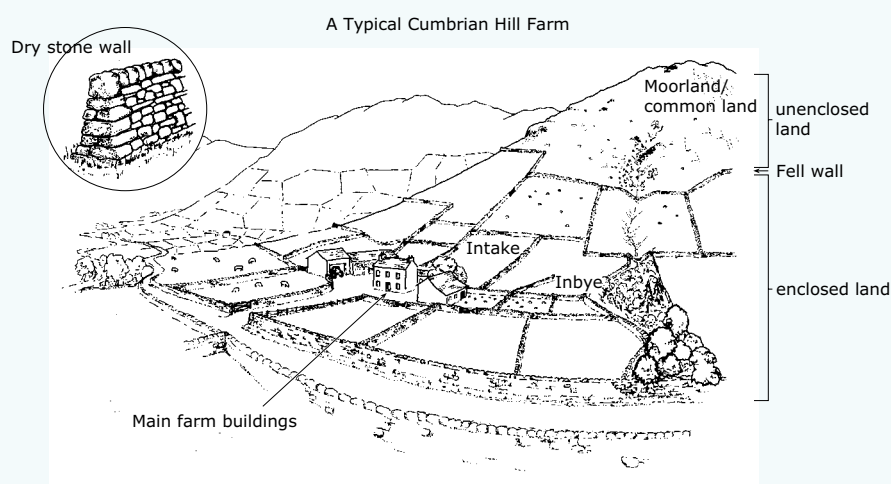 A Typical Cumbrian Hill Farm
Dry stone wall
Moorland/
common land
unenclosed
land
Fell wall
Intake
Inbye
enclosed land
Main farm buildings